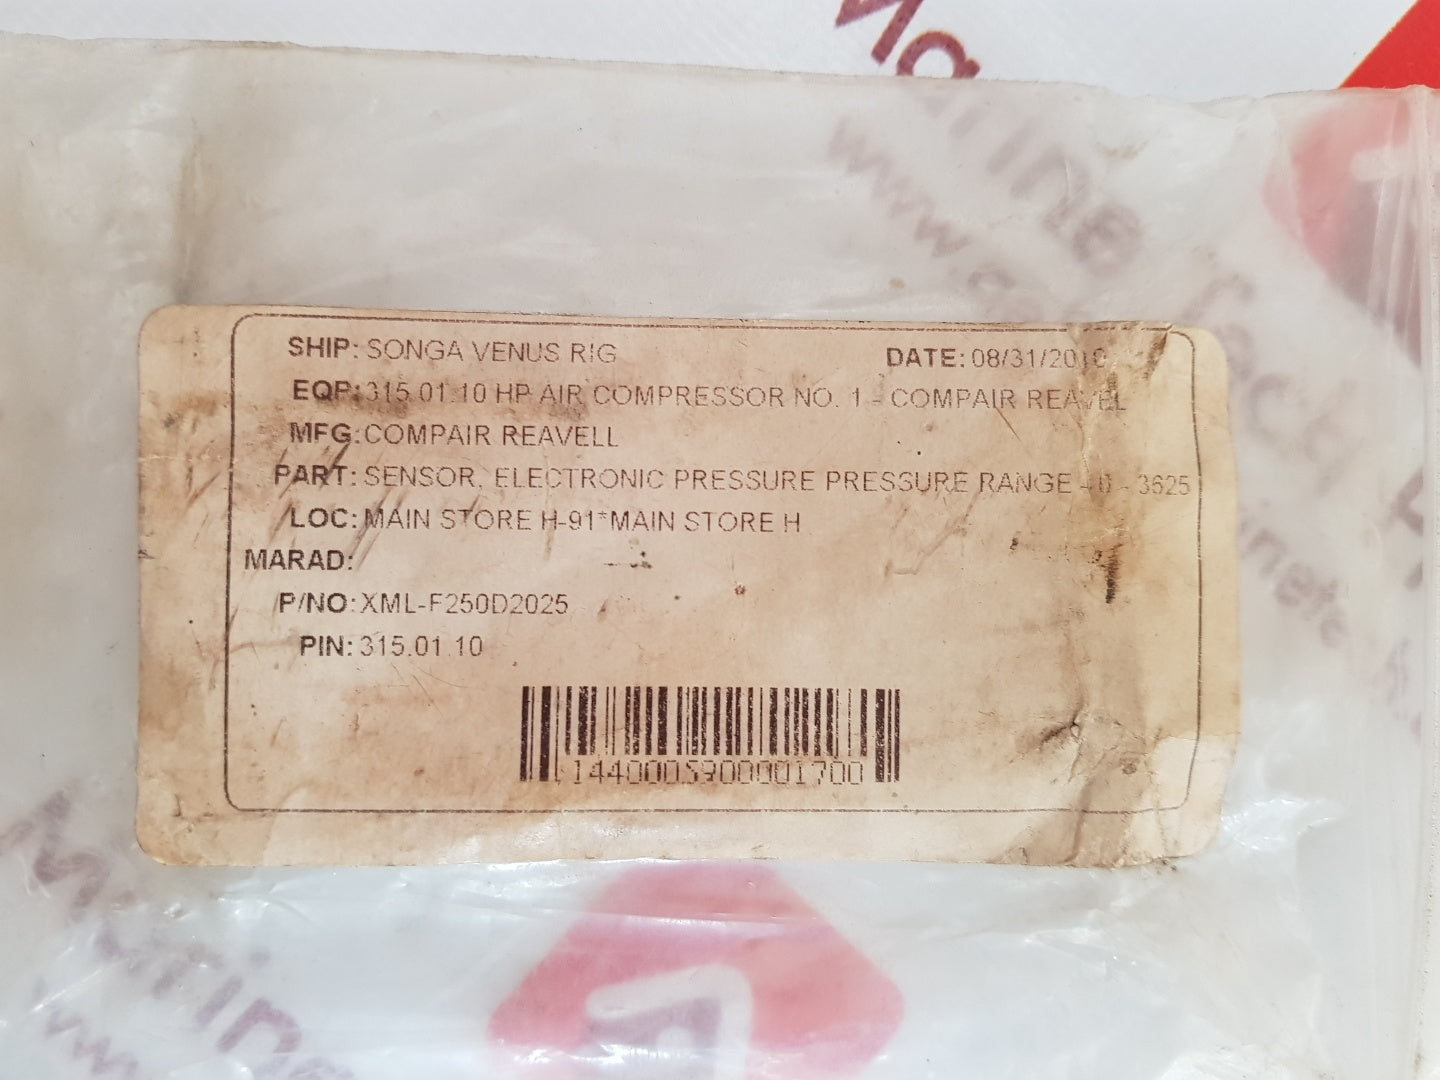 Marine
SHIP: SONGA VENUS RIG DATE: 08/31/2010
EQP: 315.01.10 HP AIR COMPRESSOR NO. 1 - COMPAIR REAVEL
MFG: COMPAIR REAVELL
PART: SENSOR, ELECTRONIC PRESSURE PRESSURE RANGE - 0 - 3625
LOC: MAIN STORE H-91*MAIN STORE H
MARAD:
P/NO: XML-F250D2025
PIN: 315.01.10
1440005900001700
Marine